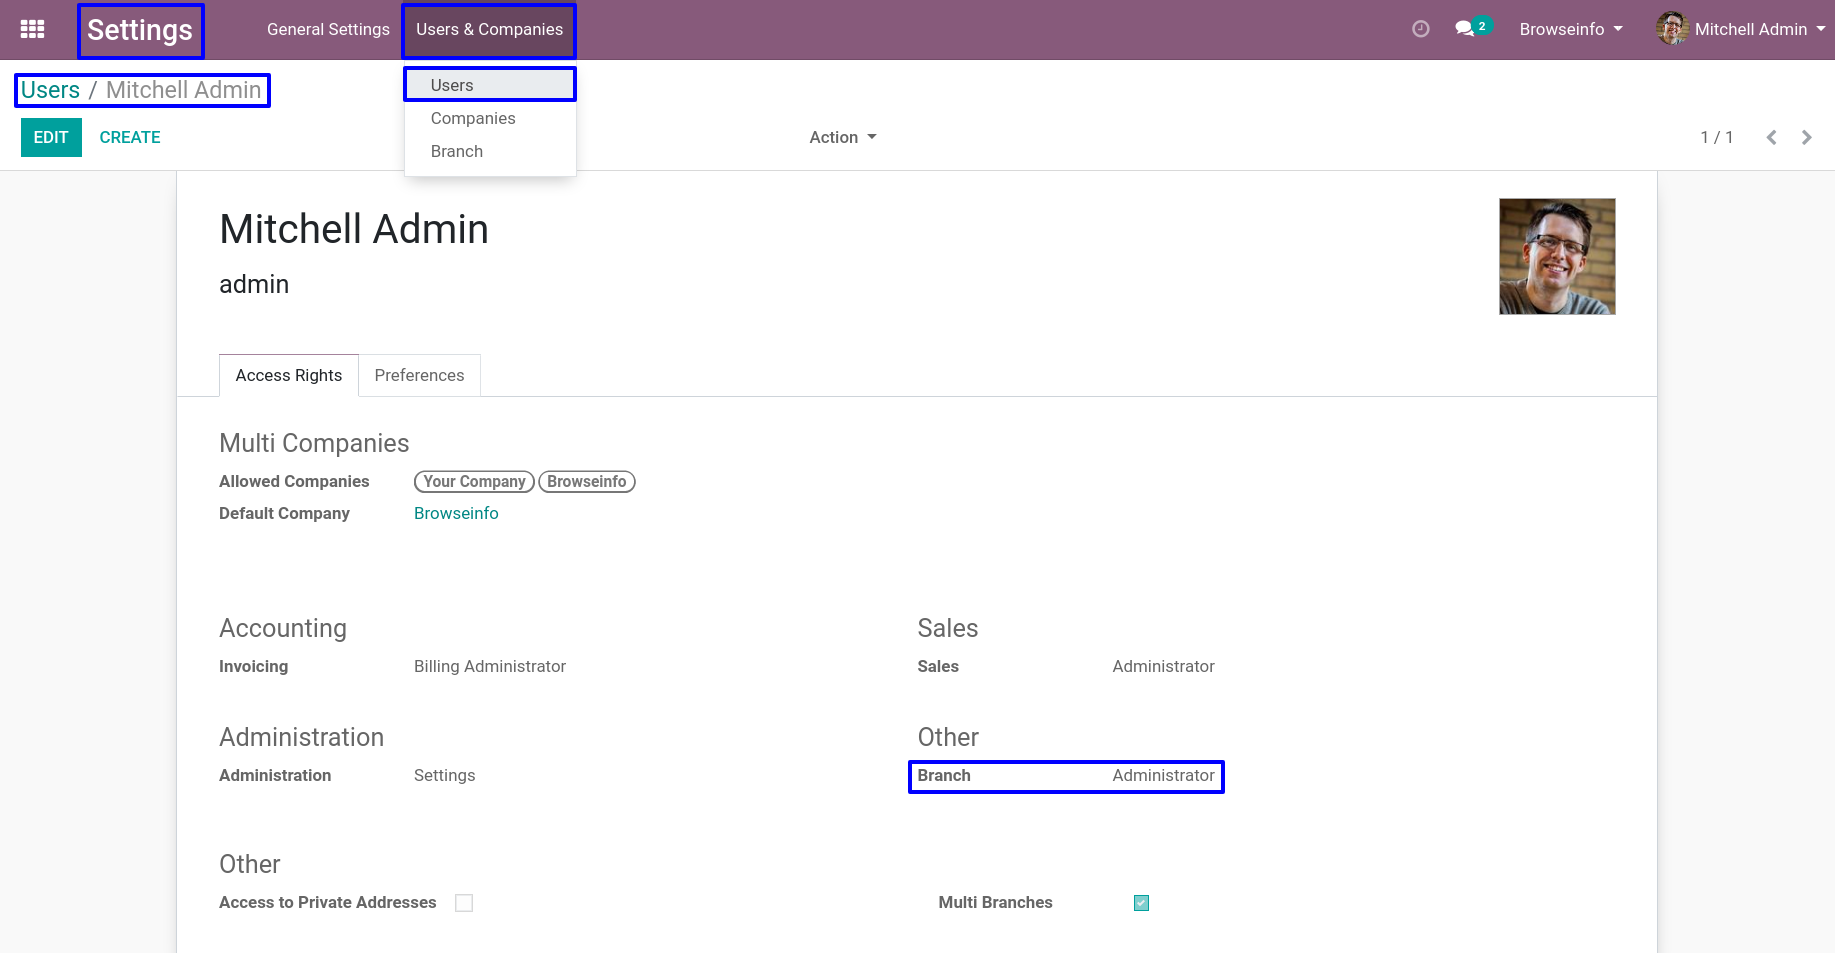 Settings General Settings Users & Companies 2 Browseinfo Mitchell Admin
Users / Mitchell Admin
Users
Companies
Branch
EDIT CREATE Action 1 / 1
Mitchell Admin
admin
Access Rights Preferences
Multi Companies
Allowed Companies Your Company Browseinfo
Default Company Browseinfo
Accounting Sales
Invoicing Billing Administrator Sales Administrator
Administration Other
Administration Settings Branch Administrator
Other
Access to Private Addresses Multi Branches